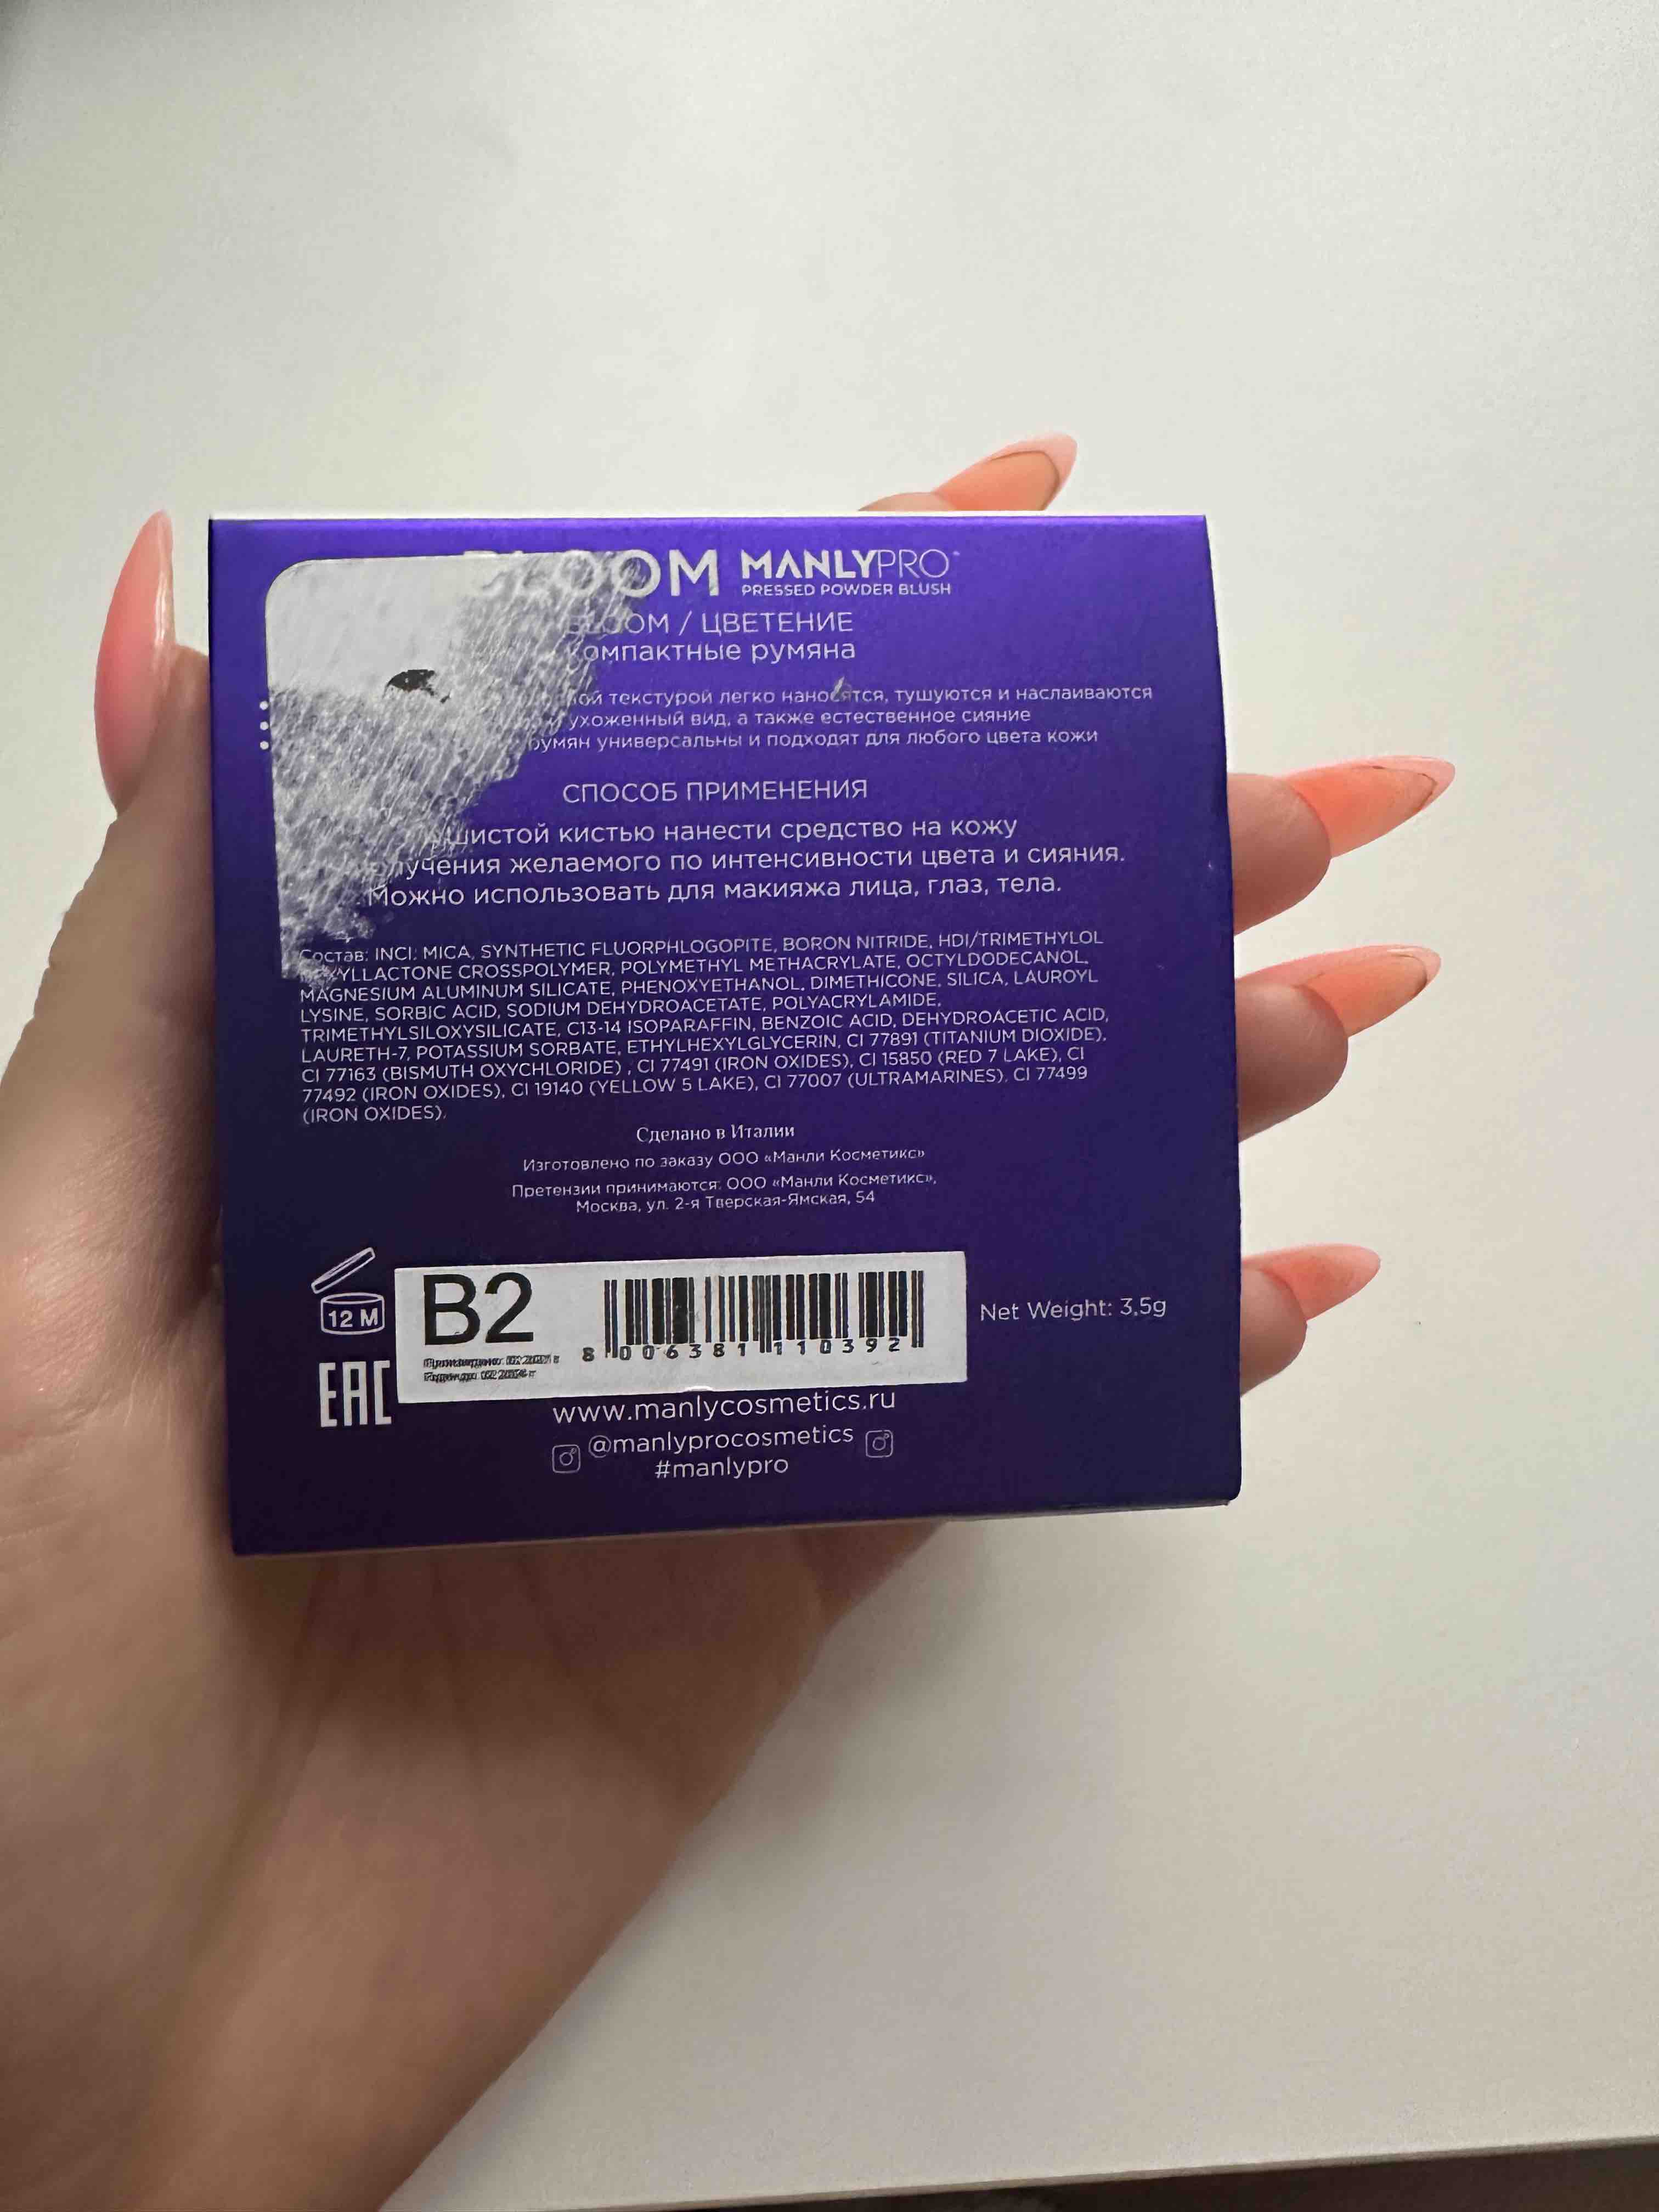 BLOOM MANLYPRO
PRESSED POWDER BLUSH
BLOOM / ЦВЕТЕНИЕ
Компактные румяна
текстурой легко наносятся, тушуются и наслаиваются
ухоженный вид, а также естественное сияние
румян универсальны и подходят для любого цвета кожи
СПОСОБ ПРИМЕНЕНИЯ
кистью нанести средство на кожу
желаемого по интенсивности цвета и сияния.
Можно использовать для макияжа лица, глаз, тела.
Состав: INCI: MICA, SYNTHETIC FLUORPHLOGOPITE, BORON NITRIDE, HDI/TRIMETHYLOL
CROSSPOLYMER, POLYMETHYL METHACRYLATE, OCTYLDODECANOL,
MAGNESIUM ALUMINUM SILICATE, PHENOXYETHANOL, DIMETHICONE, SILICA, LAUROYL
LYSINE, SORBIC ACID, SODIUM DEHYDROACETATE, POLYACRYLAMIDE,
TRIMETHYLSILOXYSILICATE, C13-14 ISOPARAFFIN, BENZOIC ACID, DEHYDROACETIC ACID,
LAURETH-7, POTASSIUM SORBATE, ETHYLHEXYLGLYCERIN, CI 77891 (TITANIUM DIOXIDE),
CI 77163 (BISMUTH OXYCHLORIDE) , CI 77491 (IRON OXIDES), CI 15850 (RED 7 LAKE), CI
77492 (IRON OXIDES), CI 19140 (YELLOW 5 LAKE), CI 77007 (ULTRAMARINES), CI 77499
(IRON OXIDES).
Сделано в Италии
Изготовлено по заказу ООО «Манли Косметикс»
Претензии принимаются: ООО «Манли Косметикс»,
Москва, ул. 2-я Тверская-Ямская, 54
12 M
B2
8 006381 110392
Net Weight: 3,5g
EAC
www.manlycosmetics.ru
@manlyprocosmetics
#manlypro